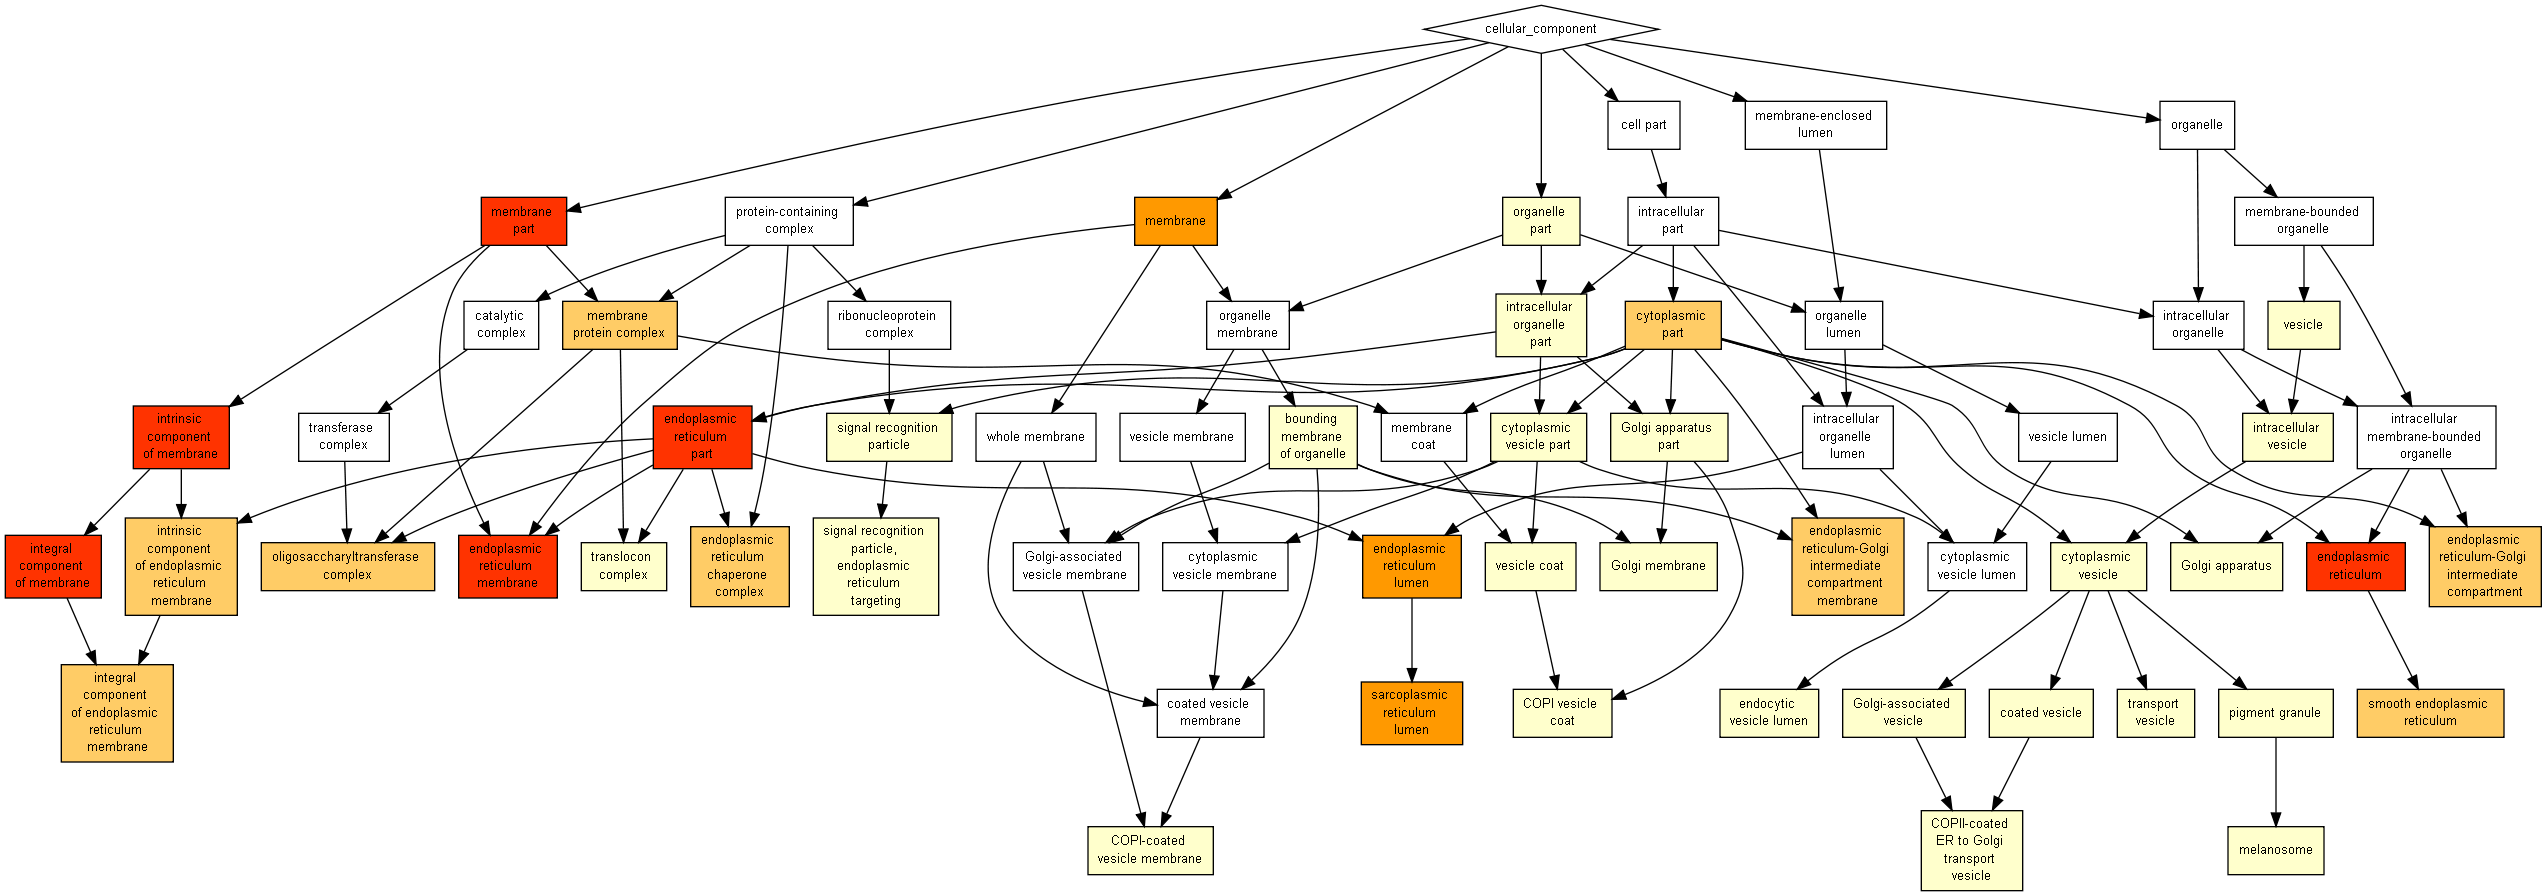 cellular_component
cell part
membrane-enclosed
lumen
organelle
membrane
part
protein-containing
complex
membrane
organelle
part
intracellular
part
membrane-bounded
organelle
catalytic
complex
membrane
protein complex
ribonucleoprotein
complex
organelle
membrane
intracellular
organelle
part
cytoplasmic
part
organelle
lumen
intracellular
organelle
vesicle
intrinsic
component
of membrane
transferase
complex
endoplasmic
reticulum
part
signal recognition
particle
whole membrane
vesicle membrane
bounding
membrane
of organelle
membrane
coat
cytoplasmic
vesicle part
Golgi apparatus
part
intracellular
organelle
lumen
vesicle lumen
intracellular
vesicle
intracellular
membrane-bounded
organelle
integral
component
of membrane
intrinsic
component
of endoplasmic
reticulum
membrane
oligosaccharyltransferase
complex
endoplasmic
reticulum
membrane
translocon
complex
endoplasmic
reticulum
chaperone
complex
signal recognition
particle,
endoplasmic
reticulum
targeting
Golgi-associated
vesicle membrane
cytoplasmic
vesicle membrane
endoplasmic
reticulum
lumen
vesicle coat
Golgi membrane
endoplasmic
reticulum-Golgi
intermediate
compartment
membrane
cytoplasmic
vesicle lumen
cytoplasmic
vesicle
Golgi apparatus
endoplasmic
reticulum
endoplasmic
reticulum-Golgi
intermediate
compartment
integral
component
of endoplasmic
reticulum
membrane
coated vesicle
membrane
sarcoplasmic
reticulum
lumen
COPI vesicle
coat
endocytic
vesicle lumen
Golgi-associated
vesicle
coated vesicle
transport
vesicle
pigment granule
smooth endoplasmic
reticulum
COPI-coated
vesicle membrane
COPII-coated
ER to Golgi
transport
vesicle
melanosome